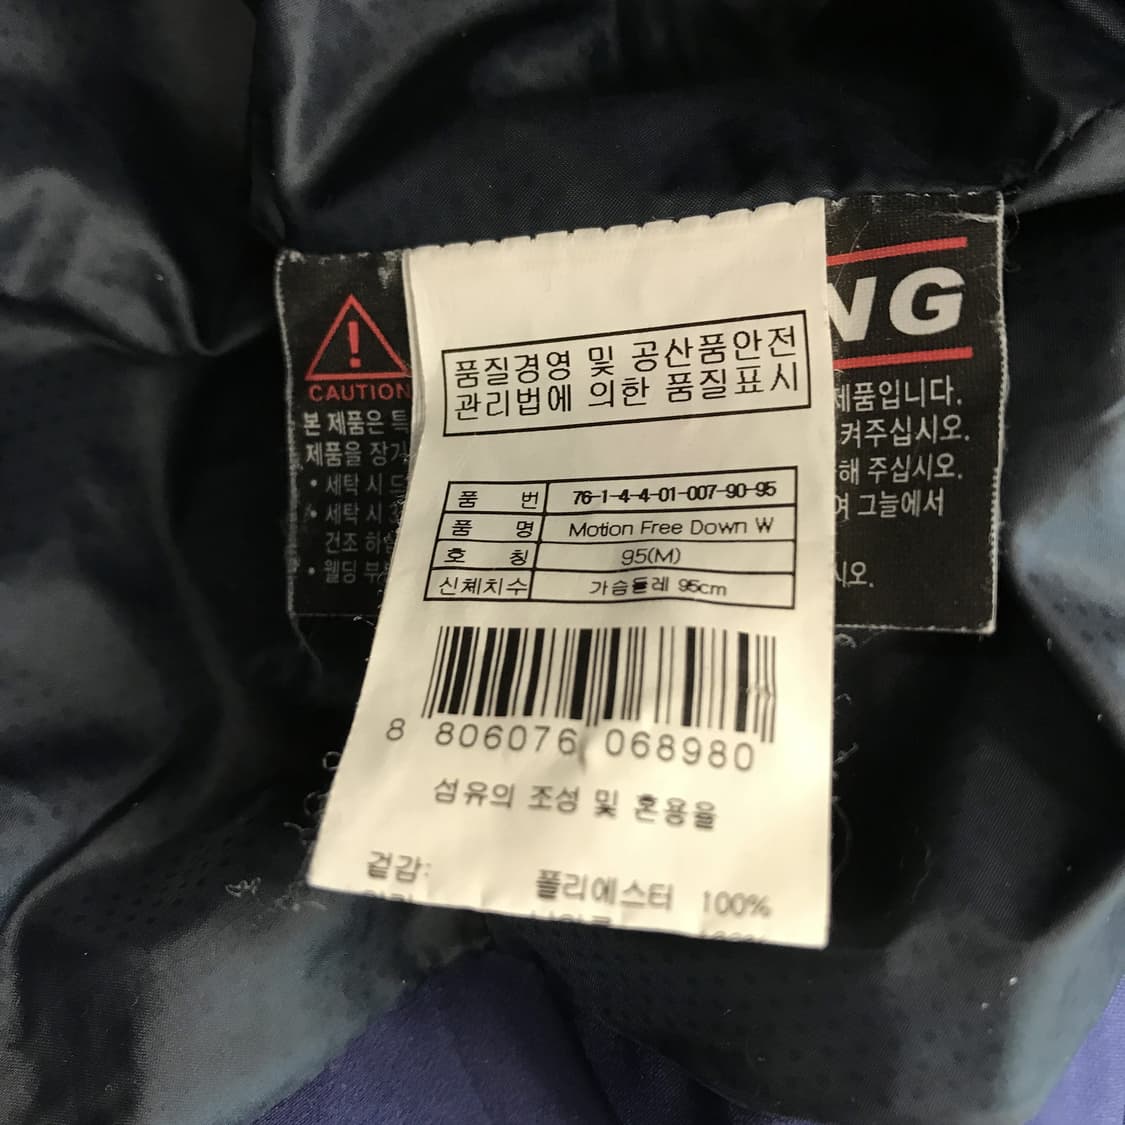 품질경영 및 공산품안전
관리법에 의한 품질표시
품 번 76-1-4-4-01-007-90-95
품 명 Motion Free Down W
호 칭 95(M)
신체치수 가슴둘레 95cm
8 806076 068980
섬유의 조성 및 혼용율
겉감: 폴리에스터 100%
CAUTION
본 제품은
제품을
세탁 시
세탁 시
건조
웰딩
NG
제품입니다.
켜주십시오.
해 주십시오.
여 그늘에서
시오.